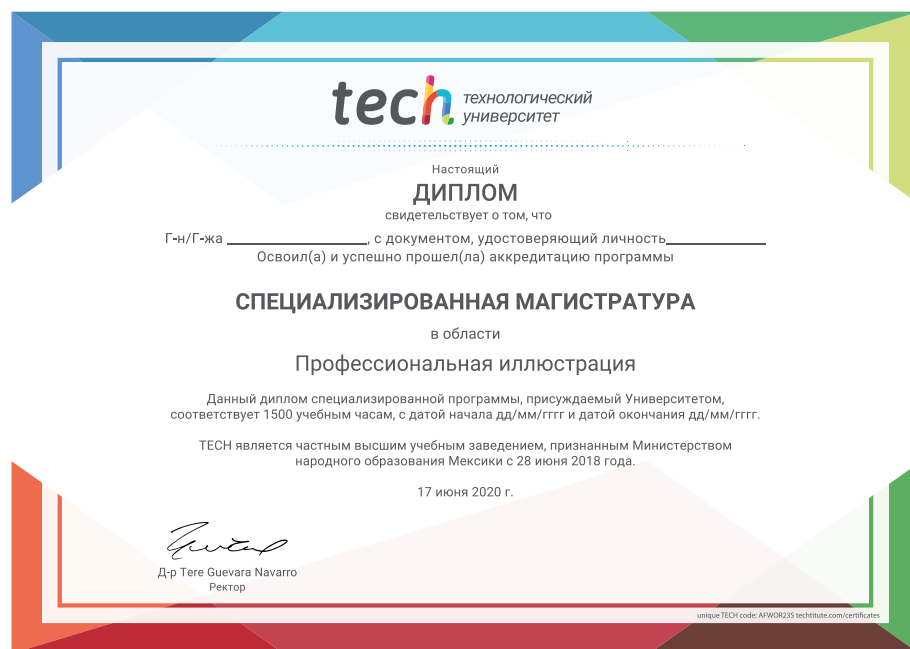 tech технологический
университет
Настоящий
ДИПЛОМ
свидетельствует о том, что
Г-н/Г-жа ____________________, с документом, удостоверяющий личность______________
Освоил(а) и успешно прошел(ла) аккредитацию программы
СПЕЦИАЛИЗИРОВАННАЯ МАГИСТРАТУРА
в области
Профессиональная иллюстрация
Данный диплом специализированной программы, присуждаемый Университетом,
соответствует 1500 учебным часам, с датой начала дд/мм/гггг и датой окончания дд/мм/гггг.
TECH является частным высшим учебным заведением, признанным Министерством
народного образования Мексики с 28 июня 2018 года.
17 июня 2020 г.
Д-р Tere Guevara Navarro
Ректор
unique TECH code: AFWOR23S techtitute.com/certificates